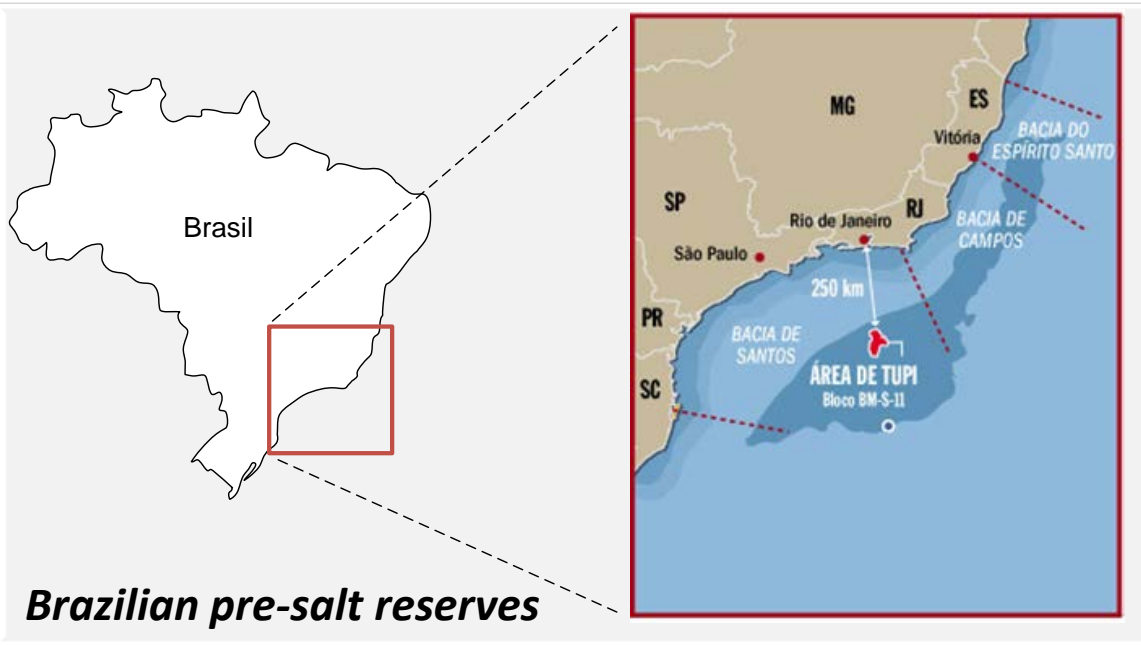 Brasil
Brazilian pre-salt reserves
MG
ES
Vitória
BACIA DO
ESPÍRITO SANTO
SP
RJ
Rio de Janeiro
BACIA DE
CAMPOS
São Paulo
250 km
PR
BACIA DE
SANTOS
ÁREA DE TUPI
Bloco BM-S-11
SC